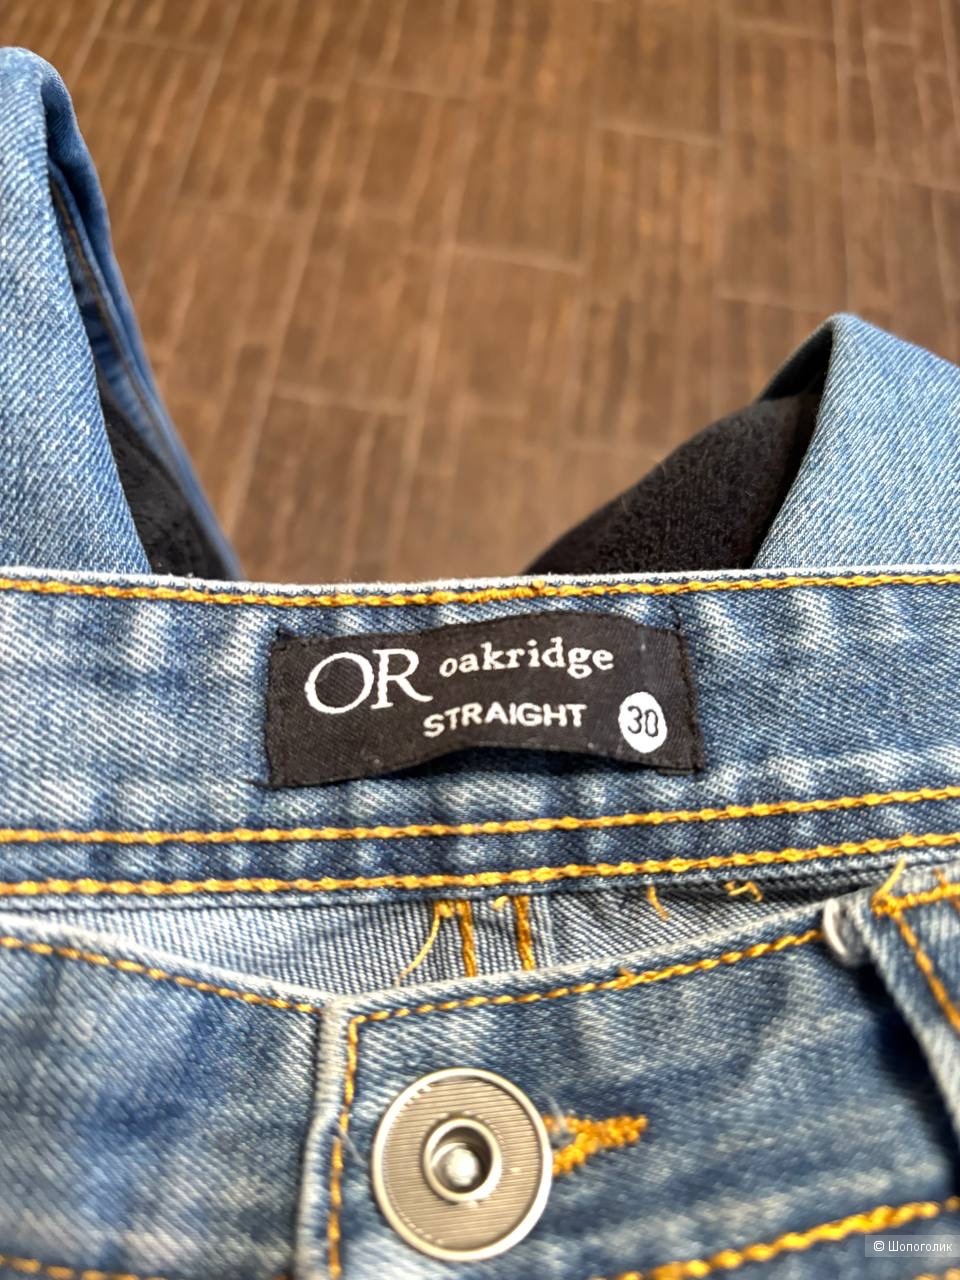 OR oakridge
STRAIGHT 30
© Шопоголик